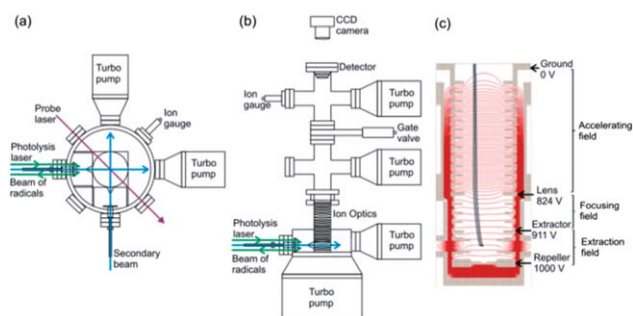 (a)
Turbo
pump
Probe
laser
Ion
gauge
Photolysis
laser
Beam of
radicals
Turbo
pump
Secondary
beam
(b)
CCD
camera
Detector
Ion
gauge
Turbo
pump
Gate
valve
Turbo
pump
Ion Optics
Photolysis
laser
Beam of
radicals
Turbo
pump
Turbo
pump
(c)
Ground
0 V
Accelerating
field
Lens
824 V
Focusing
field
Extractor
911 V
Extraction
field
Repeller
1000 V